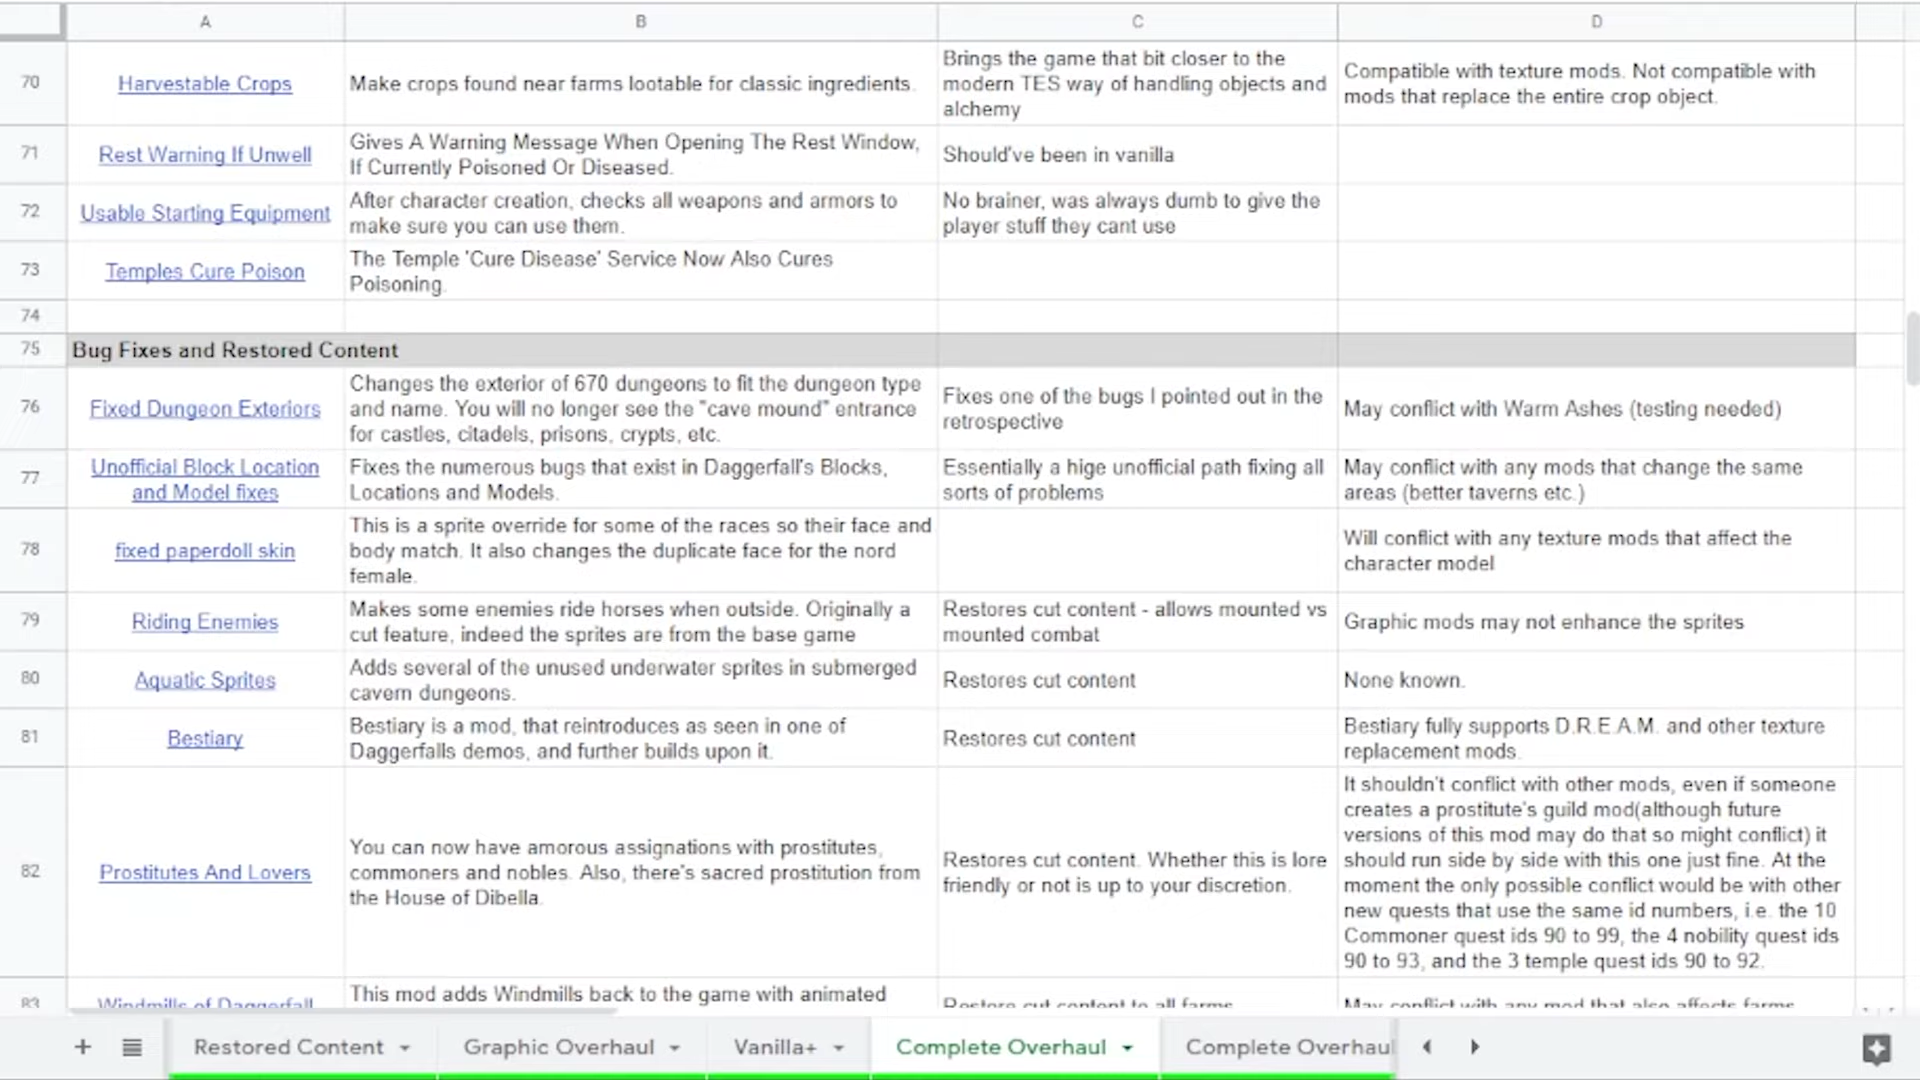 A B C D
70
Harvestable Crops
Make crops found near farms lootable for classic ingredients.
Brings the game that bit closer to the
modern TES way of handling objects and
alchemy
Compatible with texture mods. Not compatible with
mods that replace the entire crop object.
71
Rest Warning If Unwell
Gives A Warning Message When Opening The Rest Window,
If Currently Poisoned Or Diseased.
Should've been in vanilla
72
Usable Starting Equipment
After character creation, checks all weapons and armors to
make sure you can use them.
No brainer, was always dumb to give the
player stuff they cant use
73
Temples Cure Poison
The Temple 'Cure Disease' Service Now Also Cures
Poisoning.
74
75
Bug Fixes and Restored Content
76
Fixed Dungeon Exteriors
Changes the exterior of 670 dungeons to fit the dungeon type
and name. You will no longer see the "cave mound" entrance
for castles, citadels, prisons, crypts, etc.
Fixes one of the bugs I pointed out in the
retrospective
May conflict with Warm Ashes (testing needed)
77
Unofficial Block Location
and Model fixes
Fixes the numerous bugs that exist in Daggerfall's Blocks,
Locations and Models.
Essentially a hige unofficial path fixing all
sorts of problems
May conflict with any mods that change the same
areas (better taverns etc.)
78
fixed paperdoll skin
This is a sprite override for some of the races so their face and
body match. It also changes the duplicate face for the nord
female.
Will conflict with any texture mods that affect the
character model
79
Riding Enemies
Makes some enemies ride horses when outside. Originally a
cut feature, indeed the sprites are from the base game
Restores cut content - allows mounted vs
mounted combat
Graphic mods may not enhance the sprites
80
Aquatic Sprites
Adds several of the unused underwater sprites in submerged
cavern dungeons.
Restores cut content
None known.
81
Bestiary
Bestiary is a mod, that reintroduces as seen in one of
Daggerfalls demos, and further builds upon it.
Restores cut content
Bestiary fully supports D.R.E.A.M. and other texture
replacement mods.
82
Prostitutes And Lovers
You can now have amorous assignations with prostitutes,
commoners and nobles. Also, there's sacred prostitution from
the House of Dibella.
Restores cut content. Whether this is lore
friendly or not is up to your discretion.
It shouldn't conflict with other mods, even if someone
creates a prostitute's guild mod(although future
versions of this mod may do that so might conflict) it
should run side by side with this one just fine. At the
moment the only possible conflict would be with other
new quests that use the same id numbers, i.e. the 10
Commoner quest ids 90 to 99, the 4 nobility quest ids
90 to 93, and the 3 temple quest ids 90 to 92.
83
Windmills of Daggerfall
This mod adds Windmills back to the game with animated
Restore cut content to all farms
May conflict with any mod that also affects farms
Restored Content Graphic Overhaul Vanilla+ Complete Overhaul Complete Overhaul